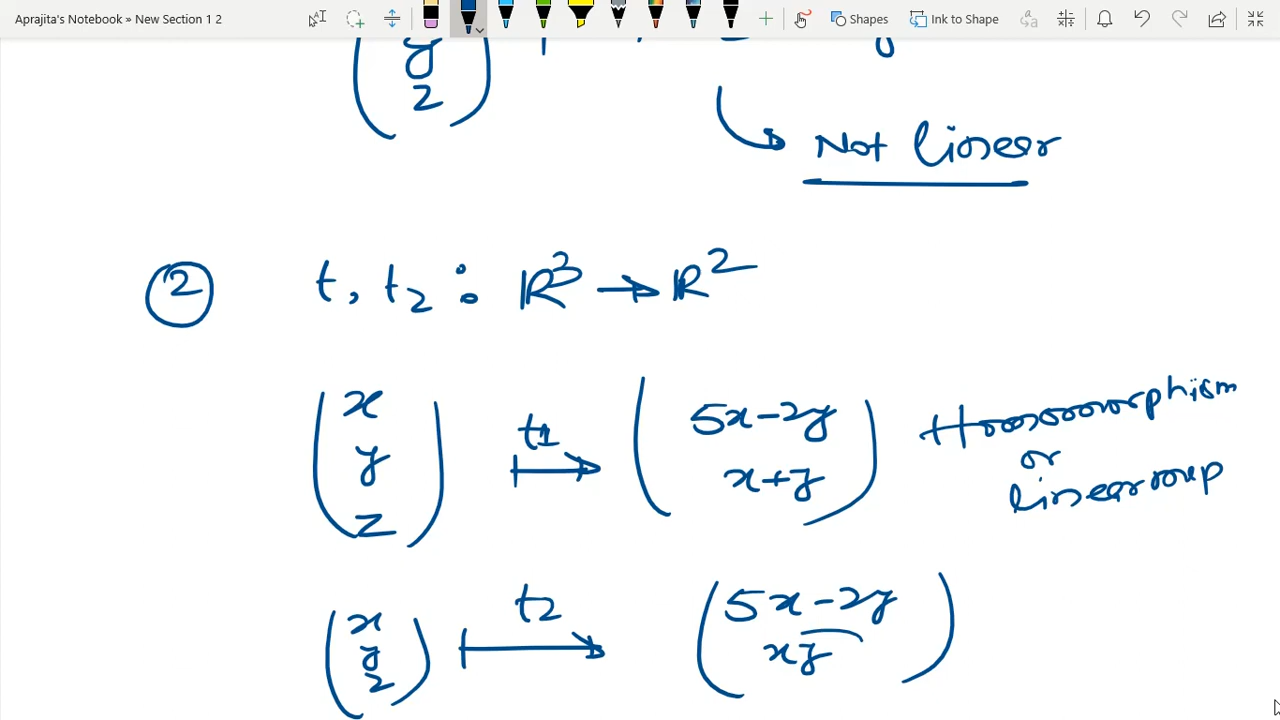 Aprajita's Notebook » New Section 1 2
Shapes Ink to Shape
y
z
Not linear
2 t, t2 : R3 → R2
x
y
z
t1
5x-2y
x+y
Homomorphism
or
linear map
x
y
z
t2
5x-2y
xy